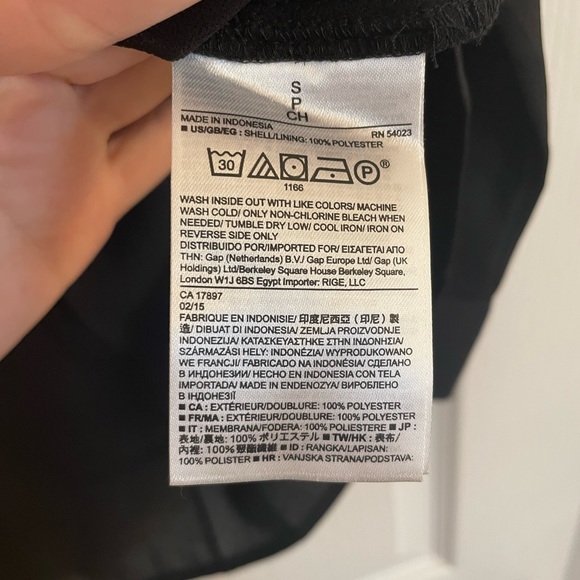 S
P
CH
MADE IN INDONESIA RN 54023
■ US/GB/EG : SHELL/LINING: 100% POLYESTER
30 P ®
1166
WASH INSIDE OUT WITH LIKE COLORS/ MACHINE
WASH COLD/ ONLY NON-CHLORINE BLEACH WHEN
NEEDED/ TUMBLE DRY LOW/ COOL IRON/ IRON ON
REVERSE SIDE ONLY
DISTRIBUIDO POR/IMPORTED FOR/ ΕΙΣΑΓΕΤΑΙ ΑΠΟ
ΤΗΝ: Gap (Netherlands) B.V./ Gap Europe Ltd/ Gap (UK
Holdings) Ltd/Berkeley Square House Berkeley Square,
London W1J 6BS Egypt Importer: RIGE, LLC
CA 17897
02/15
FABRIQUE EN INDONISIE/ 印度尼西亞 (印尼) 製
造/ DIBUAT DI INDONESIA/ ZEMLJA PROIZVODNJE
INDONEZIJA/ ΚΑΤΑΣΚΕΥΑΣΤΗΚΕ ΣΤΗΝ ΙΝΔΟΝΗΣΙΑ/
SZÁRMAZÁSI HELY: INDONÉZIA/ WYPRODUKOWANO
WE FRANCJI/ FABRICADO NA INDONÉSIA/ СДЕЛАНО
В ИНДОНЕЗИИ/ HECHO EN INDONESIA CON TELA
IMPORTADA/ MADE IN ENDENOZYA/ ВИРОБЛЕНО
В ІНДОНЕЗІЇ
■ CA : EXTÉRIEUR/DOUBLURE: 100% POLYESTER
■ FR/MA : EXTÉRIEUR/DOUBLURE: 100% POLYESTER
■ IT : MEMBRANA/FODERA: 100% POLIESTERE ■ JP :
表地/裏地: 100% ポリエステル ■ TW/HK : 表布/
內裡: 100% 聚酯纖維 ■ ID : RANGKA/LAPISAN:
100% POLISTER ■ HR : VANJSKA STRANA/PODSTAVA: